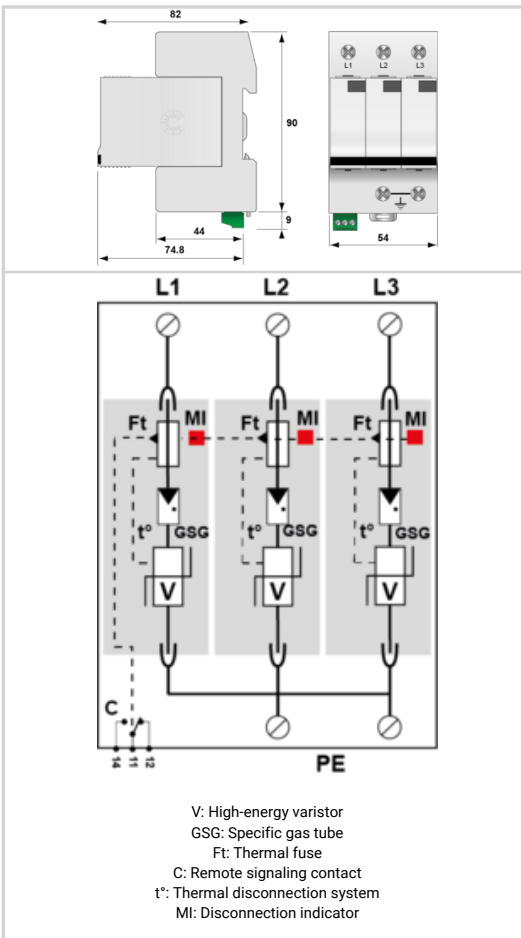 82
L1 L2 L3
90
9
44
54
74.8
L1 L2 L3
Ft MI Ft MI Ft MI
t° GSG t° GSG t° GSG
V V V
C
14 11 12
PE
V: High-energy varistor
GSG: Specific gas tube
Ft: Thermal fuse
C: Remote signaling contact
t°: Thermal disconnection system
MI: Disconnection indicator